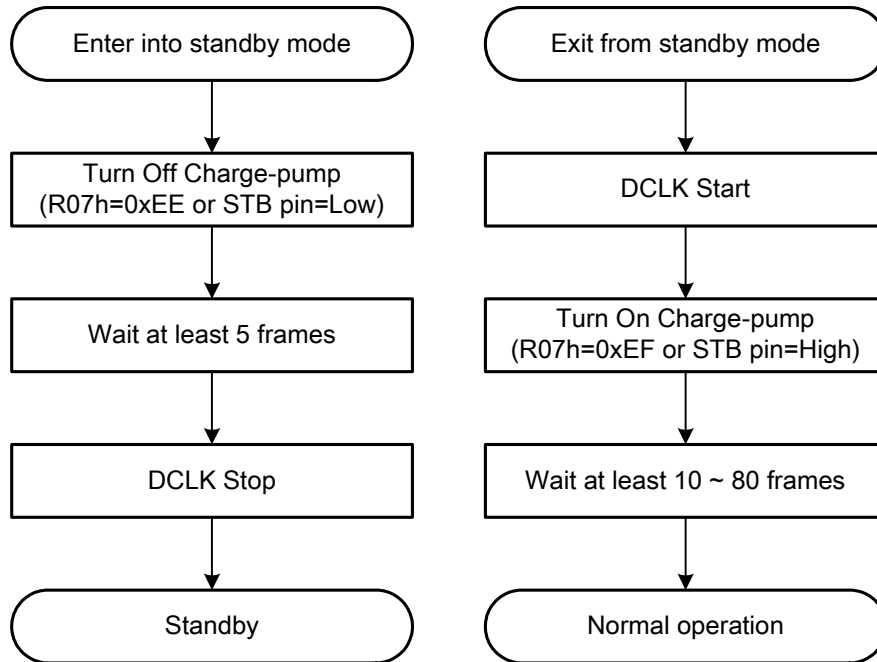 Enter into standby mode
Turn Off Charge-pump
(R07h=0xEE or STB pin=Low)
Wait at least 5 frames
DCLK Stop
Standby
Exit from standby mode
DCLK Start
Turn On Charge-pump
(R07h=0xEF or STB pin=High)
Wait at least 10 ~ 80 frames
Normal operation